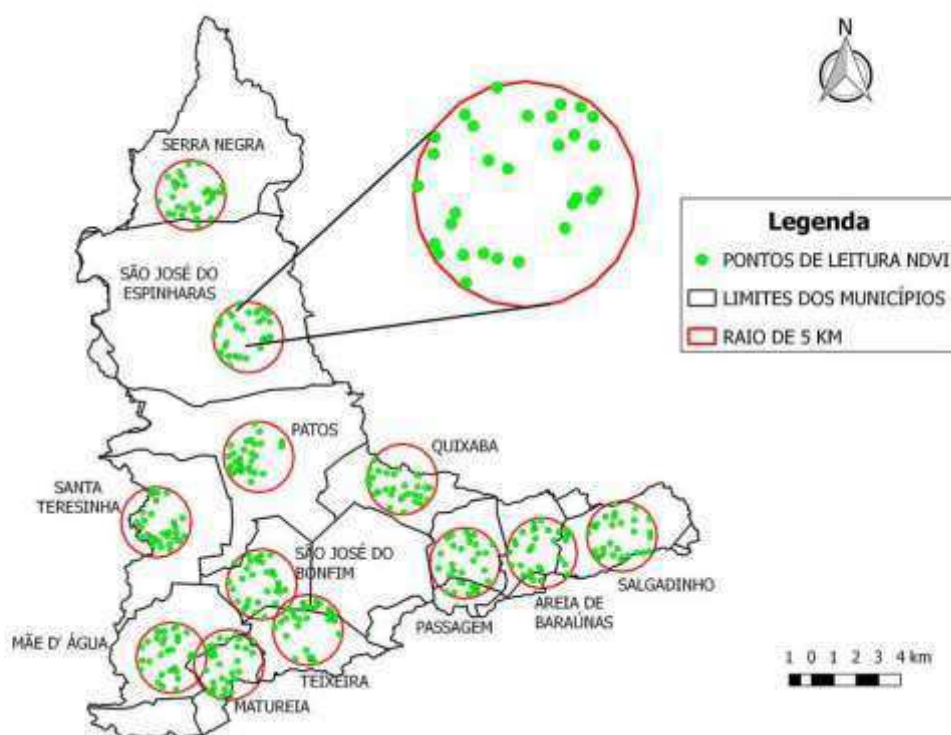 N
SERRA NEGRA
SÃO JOSÉ DO
ESPINHARAS
Legenda
PONTOS DE LEITURA NDVI
LIMITES DOS MUNICÍPIOS
RAIO DE 5 KM
PATOS
QUIXABA
SANTA
TERESINHA
SÃO JOSÉ DO
BONFIM
SALGADINHO
AREIA DE
BARAÚNAS
PASSAGEM
MÃE D' ÁGUA
TEIXEIRA
MATUREIA
1 0 1 2 3 4 km